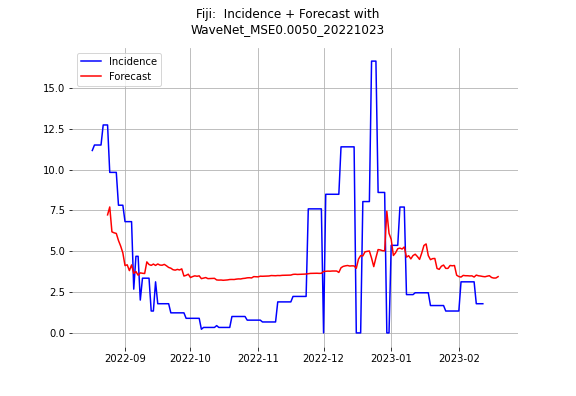 Fiji:  Incidence + Forecast with
WaveNet_MSE0.0050_20221023
Incidence
Forecast
15.0
12.5
10.0
7.5
5.0
2.5
0.0
2022-09 2022-10 2022-11 2022-12 2023-01 2023-02